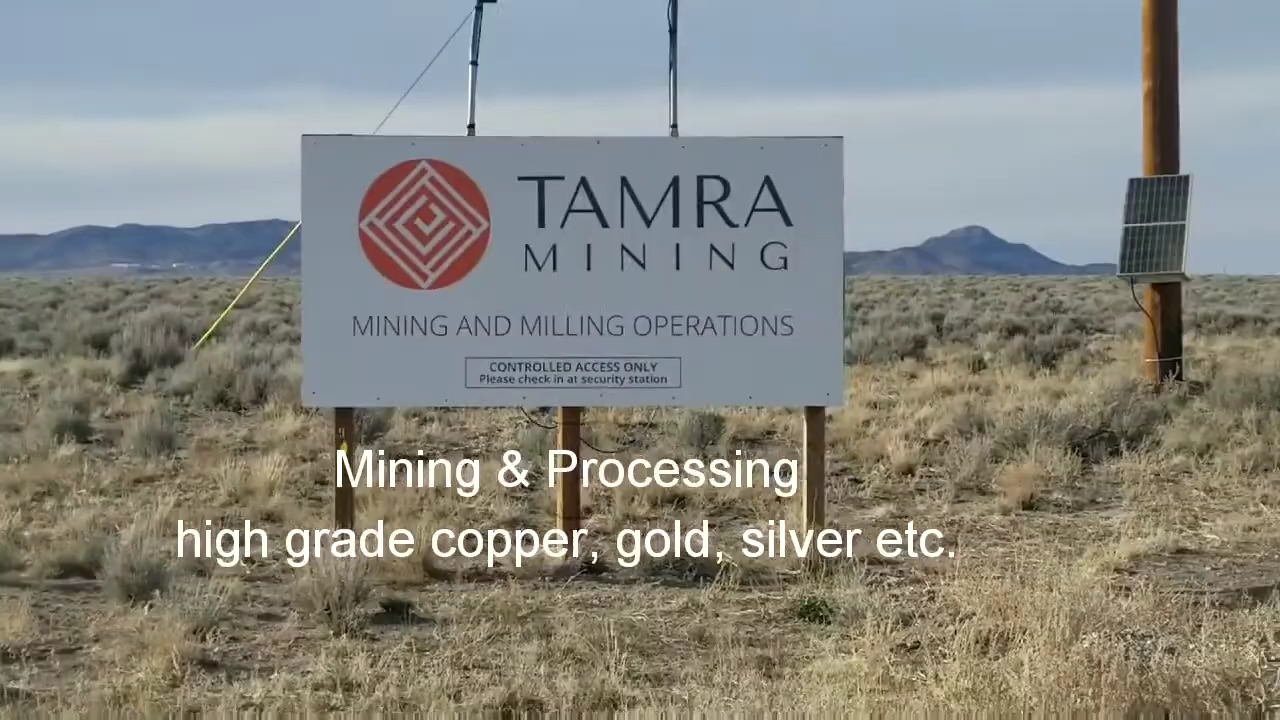 TAMRA
MINING
MINING AND MILLING OPERATIONS
CONTROLLED ACCESS ONLY
Please check in at security station
Mining & Processing
high grade copper, gold, silver etc.